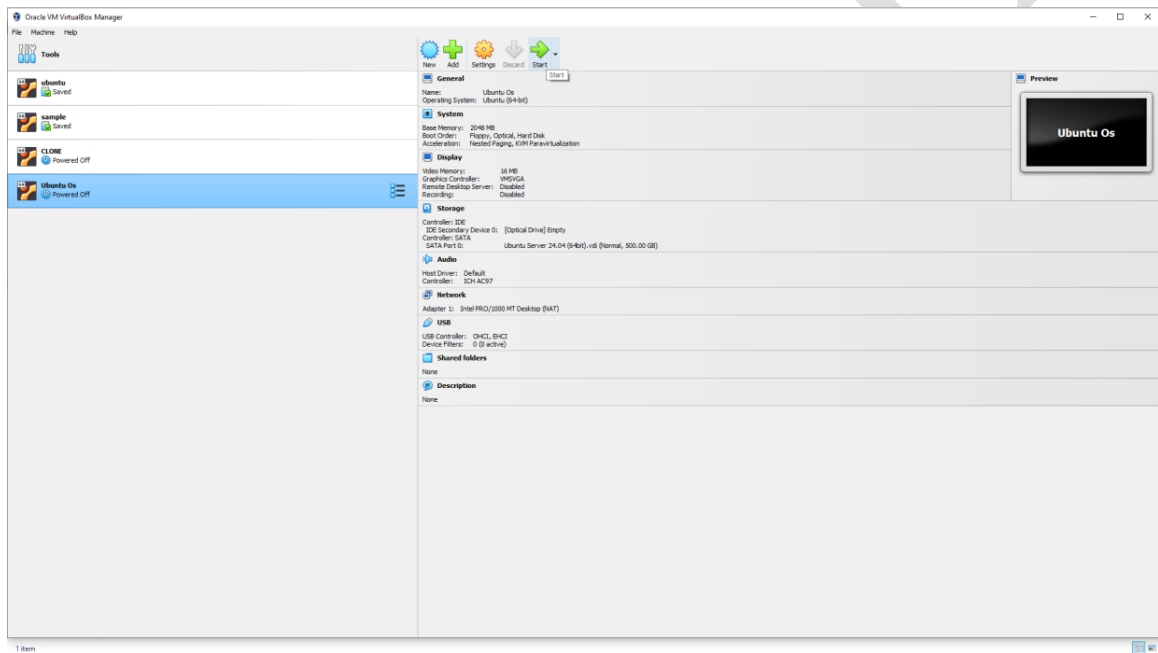 Oracle VM VirtualBox Manager
File Machine Help
Tools
ubuntu
Saved
sample
Saved
CLONE
Powered Off
Ubuntu Os
Powered Off
New Add Settings Discard Start
Start
General
Name: Ubuntu Os
Operating System: Ubuntu (64-bit)
System
Base Memory: 2048 MB
Boot Order: Floppy, Optical, Hard Disk
Acceleration: Nested Paging, KVM Paravirtualization
Display
Video Memory: 16 MB
Graphics Controller: VMSVGA
Remote Desktop Server: Disabled
Recording: Disabled
Storage
Controller: IDE
IDE Secondary Device 0: [Optical Drive] Empty
Controller: SATA
SATA Port 0: Ubuntu Server 24.04 (64bit).vdi (Normal, 500.00 GB)
Audio
Host Driver: Default
Controller: ICH AC97
Network
Adapter 1: Intel PRO/1000 MT Desktop (NAT)
USB
USB Controller: OHCI, EHCI
Device Filters: 0 (0 active)
Shared folders
None
Description
None
Preview
Ubuntu Os
1 item